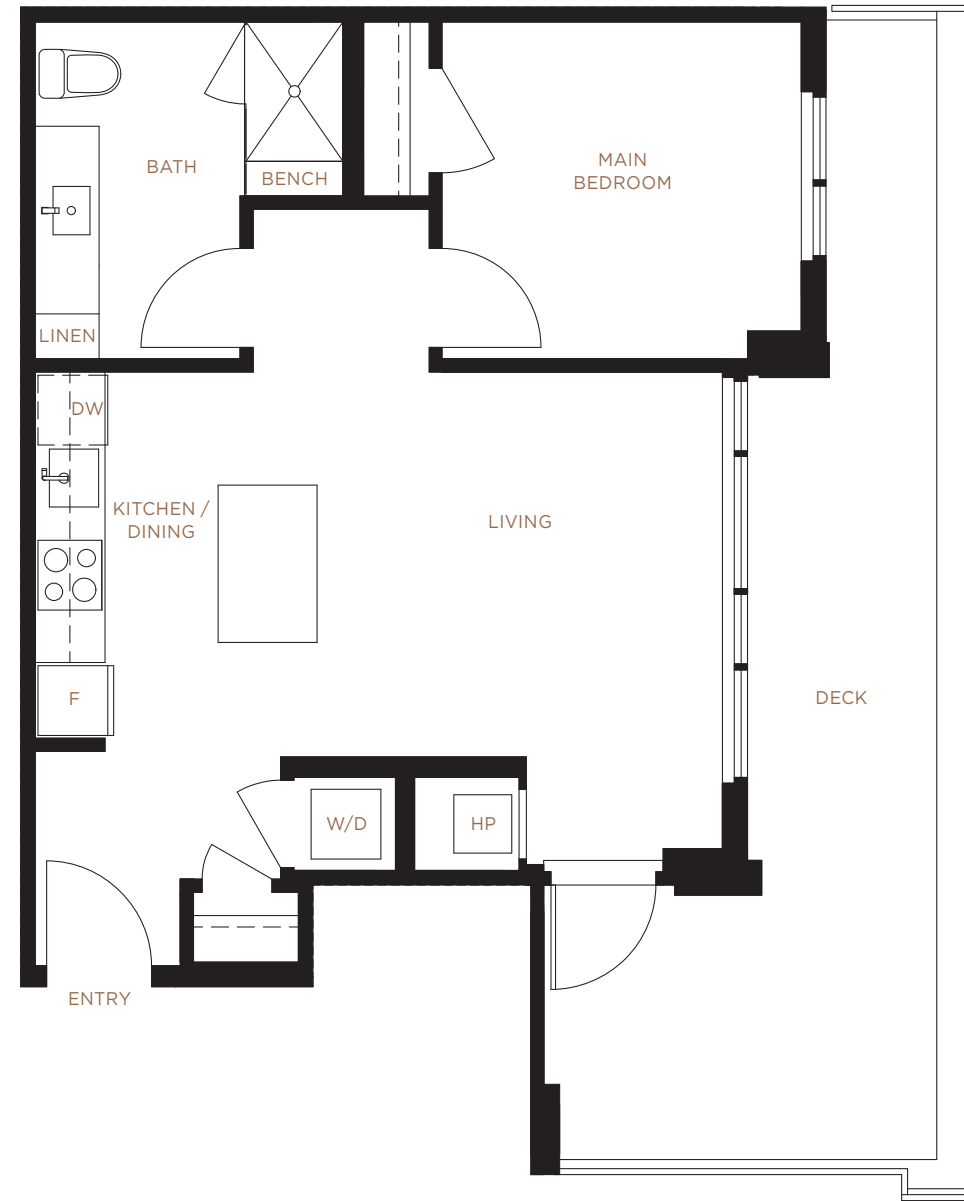 BATH
BENCH
MAIN
BEDROOM
LINEN
DW
KITCHEN /
DINING
LIVING
F
DECK
W/D
HP
ENTRY